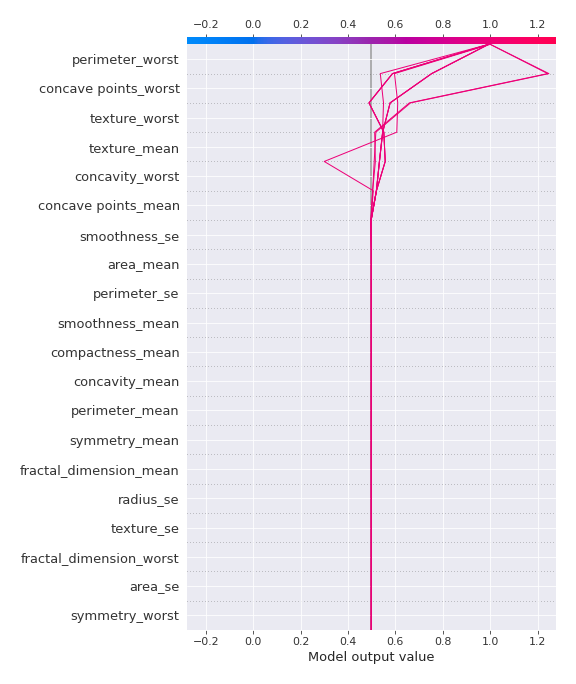 −0.2 0.0 0.2 0.4 0.6 0.8 1.0 1.2
perimeter_worst
concave points_worst
texture_worst
texture_mean
concavity_worst
concave points_mean
smoothness_se
area_mean
perimeter_se
smoothness_mean
compactness_mean
concavity_mean
perimeter_mean
symmetry_mean
fractal_dimension_mean
radius_se
texture_se
fractal_dimension_worst
area_se
symmetry_worst
−0.2 0.0 0.2 0.4 0.6 0.8 1.0 1.2
Model output value